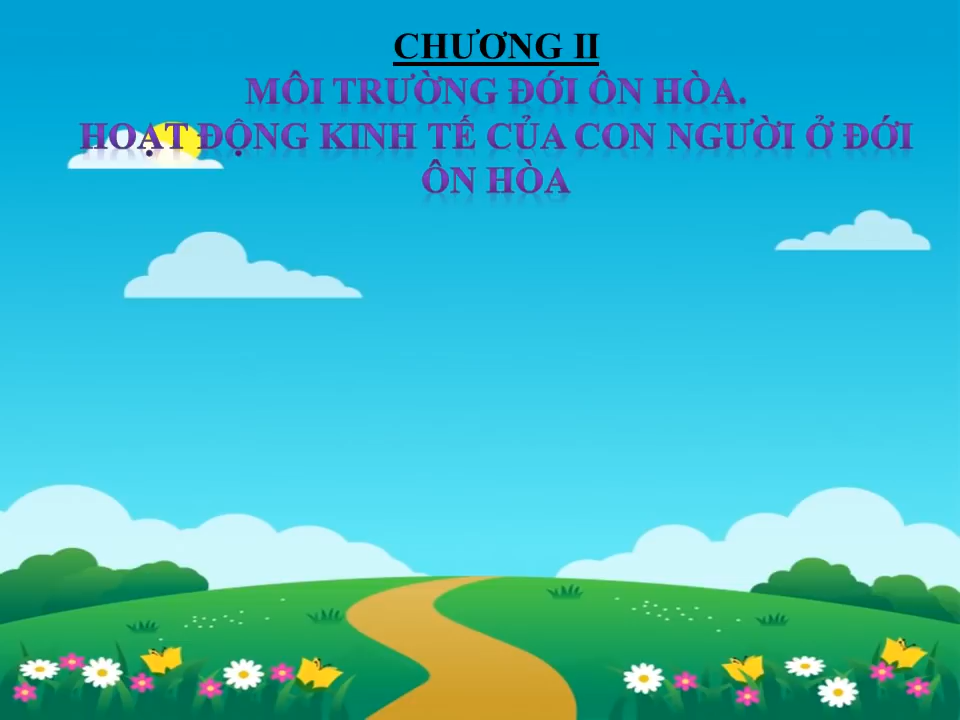 CHƯƠNG II
MÔI TRƯỜNG ĐỚI ÔN HÒA.
HOẠT ĐỘNG KINH TẾ CỦA CON NGƯỜI Ở ĐỚI
ÔN HÒA